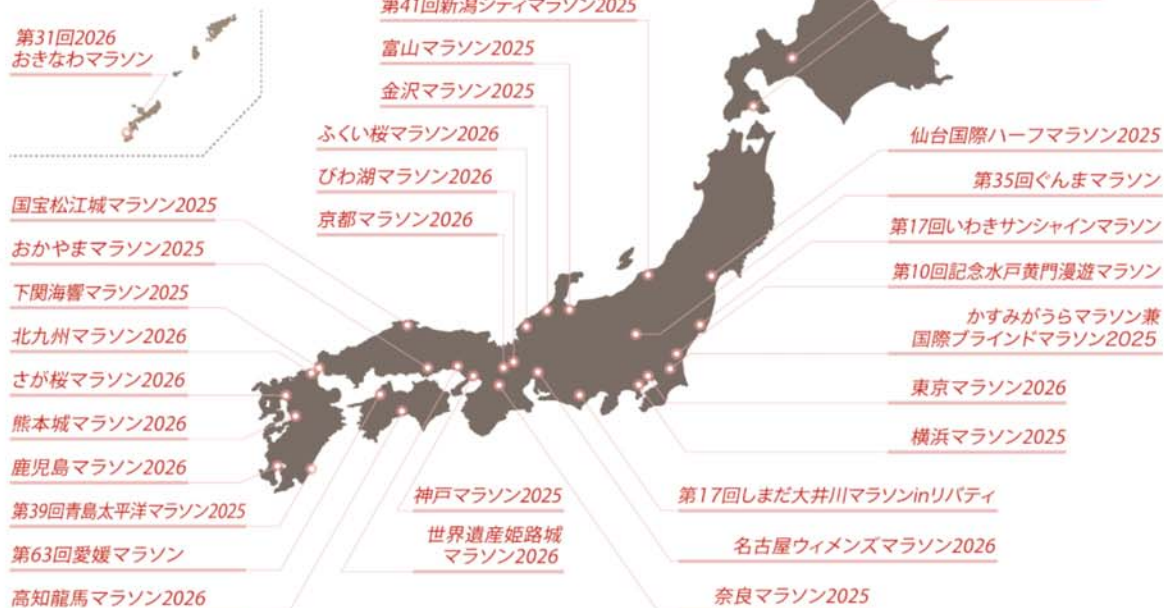 第31回2026
おきなわマラソン
第41回新潟シティマラソン2025
富山マラソン2025
金沢マラソン2025
ふくい桜マラソン2026
びわ湖マラソン2026
京都マラソン2026
国宝松江城マラソン2025
おかやまマラソン2025
下関海響マラソン2025
北九州マラソン2026
さが桜マラソン2026
熊本城マラソン2026
鹿児島マラソン2026
第39回青島太平洋マラソン2025
第63回愛媛マラソン
高知龍馬マラソン2026
神戸マラソン2025
世界遺産姫路城
マラソン2026
仙台国際ハーフマラソン2025
第35回ぐんまマラソン
第17回いわきサンシャインマラソン
第10回記念水戸黄門漫遊マラソン
かすみがうらマラソン兼
国際ブラインドマラソン2025
東京マラソン2026
横浜マラソン2025
第17回しまだ大井川マラソンinリバティ
名古屋ウィメンズマラソン2026
奈良マラソン2025